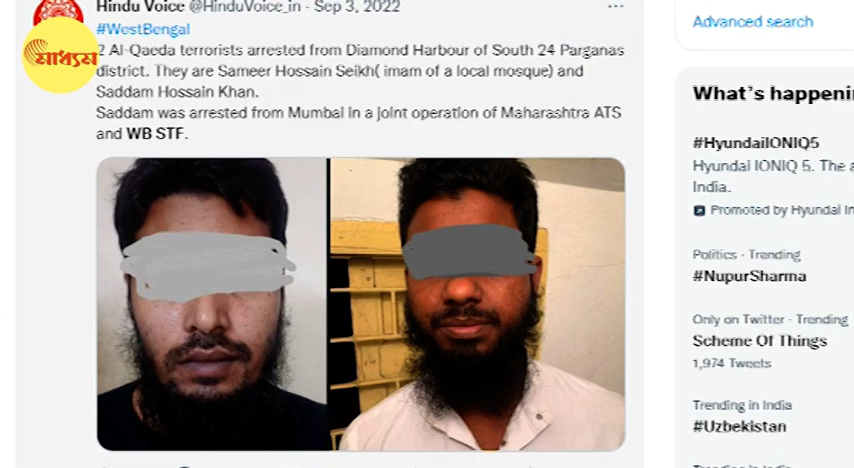 Hindu Voice @HinduVoice_in · Sep 3, 2022
#WestBengal
2 Al-Qaeda terrorists arrested from Diamond Harbour of South 24 Parganas
district. They are Sameer Hossain Seikh( imam of a local mosque) and
Saddam Hossain Khan.
Saddam was arrested from Mumbai in a joint operation of Maharashtra ATS
and WB STF.
মাধ্যম
Advanced search
What's happenin
#HyundaiIONIQ5
Hyundai IONIQ 5. The a
India.
Promoted by Hyundai In
Politics · Trending
#NupurSharma
Only on Twitter · Trending
Scheme Of Things
1,974 Tweets
Trending in India
#Uzbekistan
Trending in India